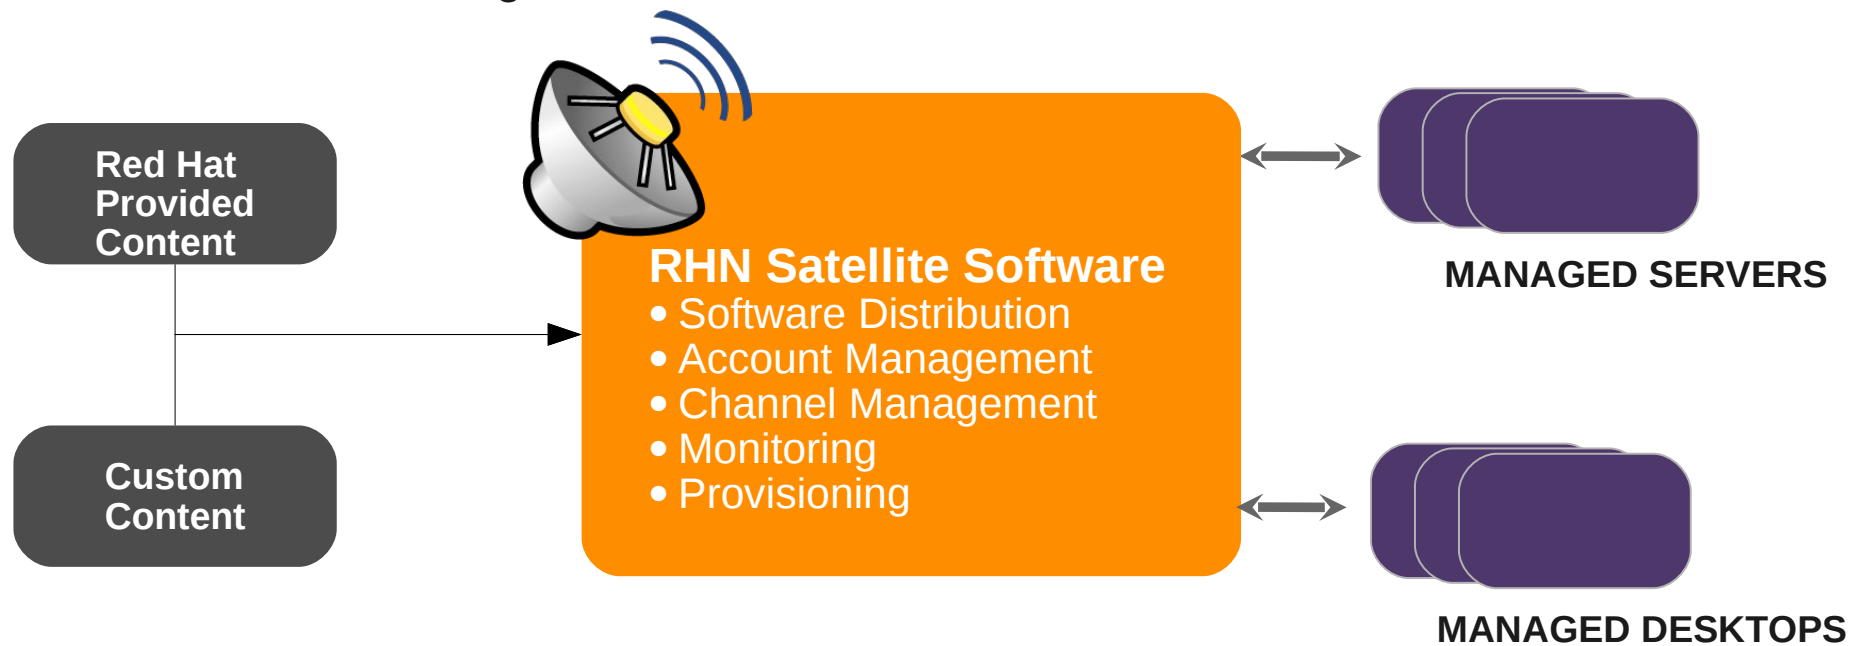 Red Hat
Provided
Content
Custom
Content
RHN Satellite Software
• Software Distribution
• Account Management
• Channel Management
• Monitoring
• Provisioning
MANAGED SERVERS
MANAGED DESKTOPS